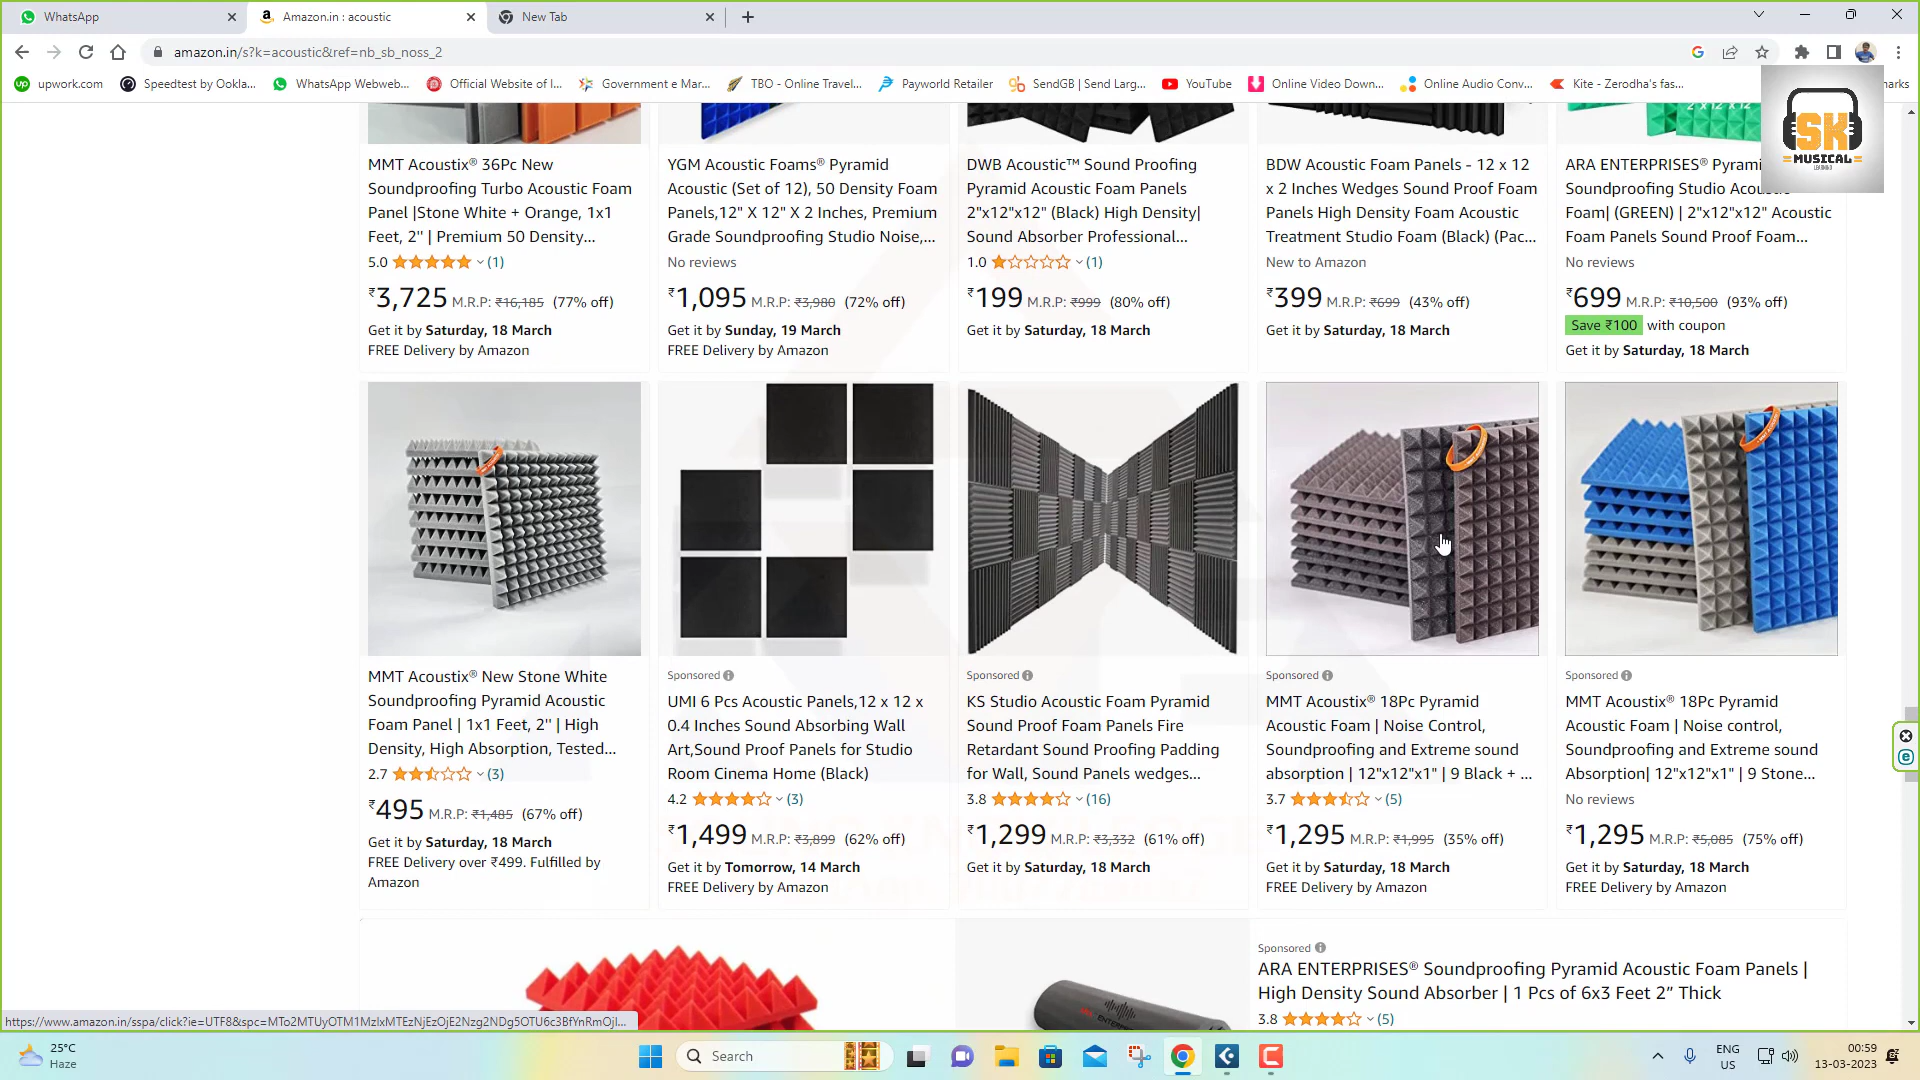 WhatsApp
Amazon.in : acoustic
New Tab
amazon.in/s?k=acoustic&ref=nb_sb_noss_2
upwork.com
Speedtest by Ookla...
WhatsApp Webweb...
Official Website of I...
Government e Mar...
TBO - Online Travel...
Payworld Retailer
SendGB | Send Larg...
YouTube
Online Video Down...
Online Audio Conv...
Kite - Zerodha's fas...
SK
MUSICAL
MMT Acoustix® 36Pc New
Soundproofing Turbo Acoustic Foam
Panel |Stone White + Orange, 1x1
Feet, 2'' | Premium 50 Density...
5.0 (1)
₹3,725 M.R.P: ₹16,185 (77% off)
Get it by Saturday, 18 March
FREE Delivery by Amazon
YGM Acoustic Foams® Pyramid
Acoustic (Set of 12), 50 Density Foam
Panels,12" X 12" X 2 Inches, Premium
Grade Soundproofing Studio Noise,...
No reviews
₹1,095 M.R.P: ₹3,980 (72% off)
Get it by Sunday, 19 March
FREE Delivery by Amazon
DWB Acoustic™ Sound Proofing
Pyramid Acoustic Foam Panels
2"x12"x12" (Black) High Density|
Sound Absorber Professional...
1.0 (1)
₹199 M.R.P: ₹999 (80% off)
Get it by Saturday, 18 March
BDW Acoustic Foam Panels - 12 x 12
x 2 Inches Wedges Sound Proof Foam
Panels High Density Foam Acoustic
Treatment Studio Foam (Black) (Pac...
New to Amazon
₹399 M.R.P: ₹699 (43% off)
Get it by Saturday, 18 March
ARA ENTERPRISES® Pyrami
Soundproofing Studio Acou
Foam| (GREEN) | 2"x12"x12" Acoustic
Foam Panels Sound Proof Foam...
No reviews
₹699 M.R.P: ₹10,500 (93% off)
Save ₹100 with coupon
Get it by Saturday, 18 March
MMT Acoustix® New Stone White
Soundproofing Pyramid Acoustic
Foam Panel | 1x1 Feet, 2'' | High
Density, High Absorption, Tested...
2.7 (3)
₹495 M.R.P: ₹1,485 (67% off)
Get it by Saturday, 18 March
FREE Delivery over ₹499. Fulfilled by
Amazon
Sponsored
UMI 6 Pcs Acoustic Panels,12 x 12 x
0.4 Inches Sound Absorbing Wall
Art,Sound Proof Panels for Studio
Room Cinema Home (Black)
4.2 (3)
₹1,499 M.R.P: ₹3,899 (62% off)
Get it by Tomorrow, 14 March
FREE Delivery by Amazon
Sponsored
KS Studio Acoustic Foam Pyramid
Sound Proof Foam Panels Fire
Retardant Sound Proofing Padding
for Wall, Sound Panels wedges...
3.8 (16)
₹1,299 M.R.P: ₹3,332 (61% off)
Get it by Saturday, 18 March
Sponsored
MMT Acoustix® 18Pc Pyramid
Acoustic Foam | Noise Control,
Soundproofing and Extreme sound
absorption | 12"x12"x1" | 9 Black + ...
3.7 (5)
₹1,295 M.R.P: ₹1,995 (35% off)
Get it by Saturday, 18 March
FREE Delivery by Amazon
Sponsored
MMT Acoustix® 18Pc Pyramid
Acoustic Foam | Noise control,
Soundproofing and Extreme sound
Absorption| 12"x12"x1" | 9 Stone...
No reviews
₹1,295 M.R.P: ₹5,085 (75% off)
Get it by Saturday, 18 March
FREE Delivery by Amazon
Sponsored
ARA ENTERPRISES® Soundproofing Pyramid Acoustic Foam Panels |
High Density Sound Absorber | 1 Pcs of 6x3 Feet 2” Thick
3.8 (5)
25°C
Haze
Search
ENG
US
00:59
13-03-2023